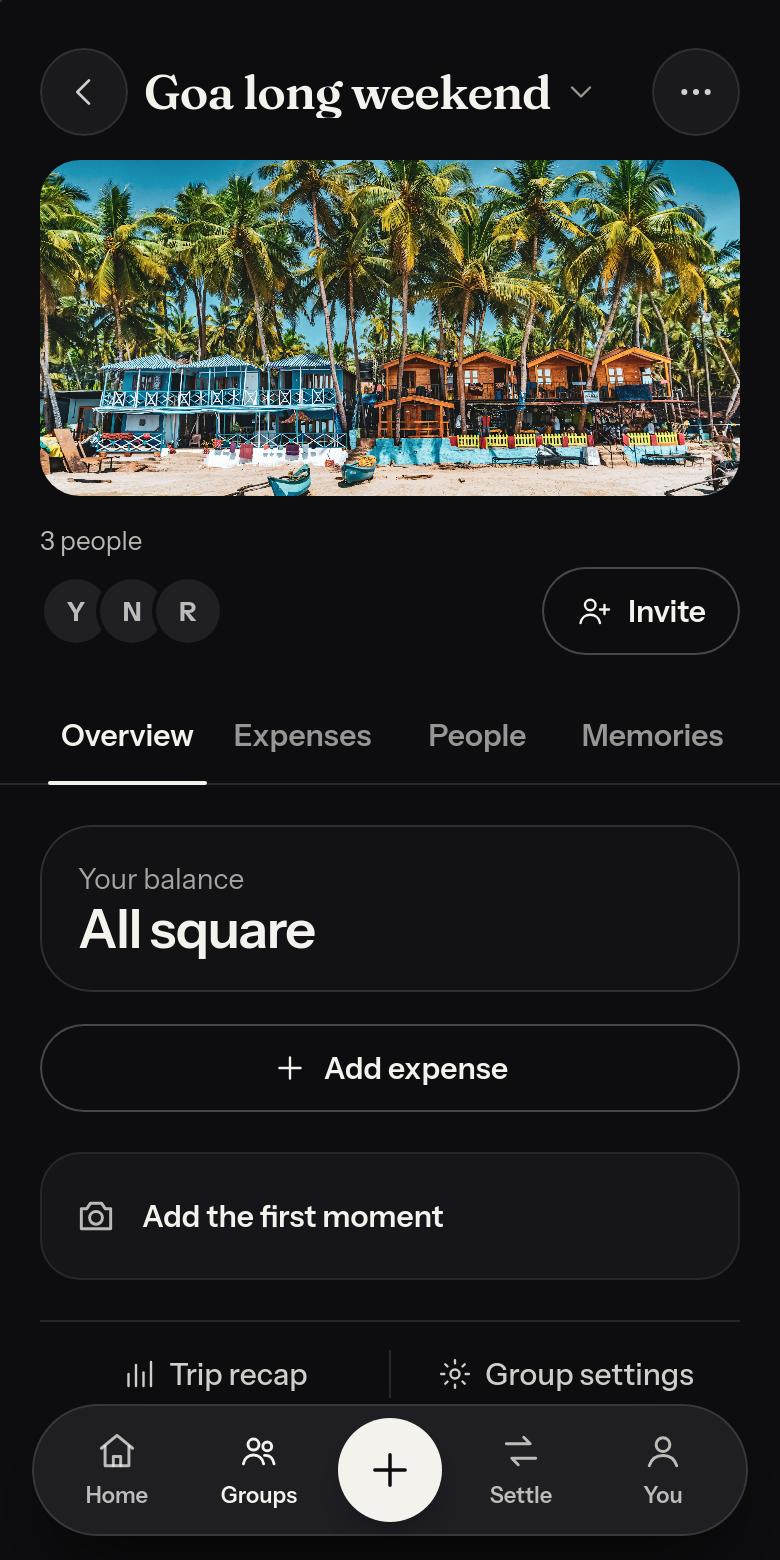 Goa long weekend
3 people
Y N R
Invite
Overview Expenses People Memories
Your balance
All square
Add expense
Add the first moment
Trip recap Group settings
Home Groups Settle You